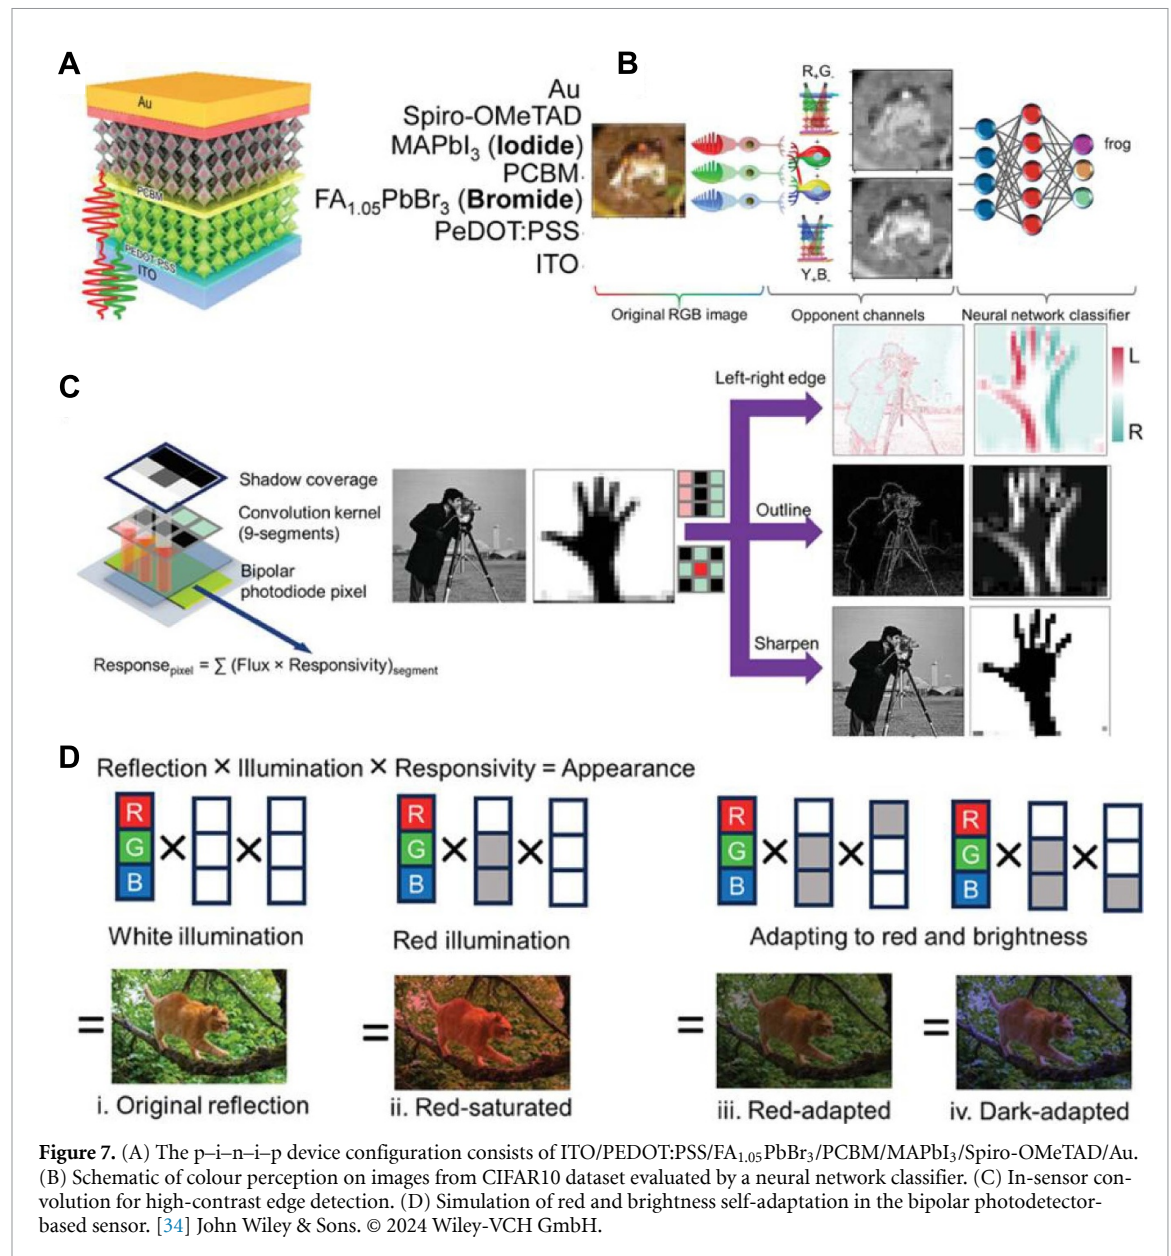 A
Au
PCBM
PEDOT:PSS
ITO
Au
Spiro-OMeTAD
MAPbI₃ (Iodide)
PCBM
FA₁.₀₅PbBr₃ (Bromide)
PeDOT:PSS
ITO
B
R₊G₋
Y₊B₋
frog
Original RGB image
Opponent channels
Neural network classifier
C
Shadow coverage
Convolution kernel
(9-segments)
Bipolar
photodiode pixel
Responsepixel = ∑ (Flux × Responsivity)segment
Left-right edge
Outline
Sharpen
L
R
D
Reflection × Illumination × Responsivity = Appearance
R
G × ×
B
White illumination
= i. Original reflection
R
G × ×
B
Red illumination
= ii. Red-saturated
R
G × ×
B
R
G × ×
B
Adapting to red and brightness
= iii. Red-adapted
= iv. Dark-adapted
Figure 7. (A) The p–i–n–i–p device configuration consists of ITO/PEDOT:PSS/FA₁.₀₅PbBr₃/PCBM/MAPbI₃/Spiro-OMeTAD/Au.
(B) Schematic of colour perception on images from CIFAR10 dataset evaluated by a neural network classifier. (C) In-sensor con-
volution for high-contrast edge detection. (D) Simulation of red and brightness self-adaptation in the bipolar photodetector-
based sensor. [34] John Wiley & Sons. © 2024 Wiley-VCH GmbH.